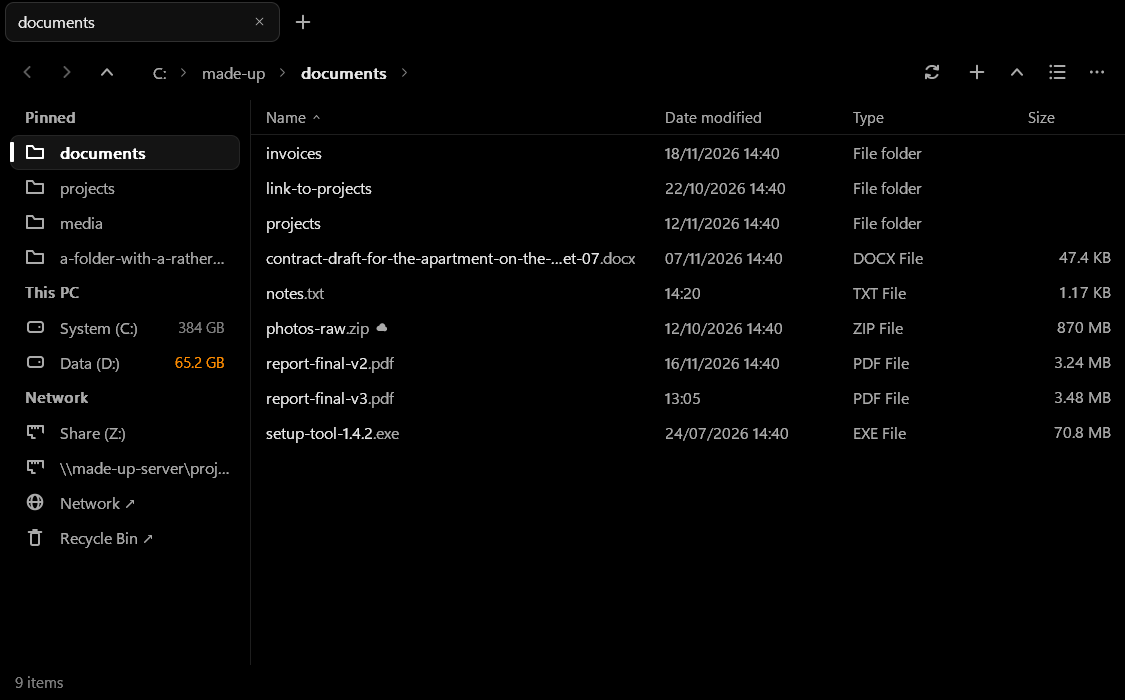 documents
C: made-up documents
Pinned
documents
projects
media
a-folder-with-a-rather...
This PC
System (C:) 384 GB
Data (D:) 65.2 GB
Network
Share (Z:)
\\made-up-server\proj...
Network ↗
Recycle Bin ↗
Name Date modified Type Size
invoices 18/11/2026 14:40 File folder
link-to-projects 22/10/2026 14:40 File folder
projects 12/11/2026 14:40 File folder
contract-draft-for-the-apartment-on-the-...et-07.docx 07/11/2026 14:40 DOCX File 47.4 KB
notes.txt 14:20 TXT File 1.17 KB
photos-raw.zip 12/10/2026 14:40 ZIP File 870 MB
report-final-v2.pdf 16/11/2026 14:40 PDF File 3.24 MB
report-final-v3.pdf 13:05 PDF File 3.48 MB
setup-tool-1.4.2.exe 24/07/2026 14:40 EXE File 70.8 MB
9 items